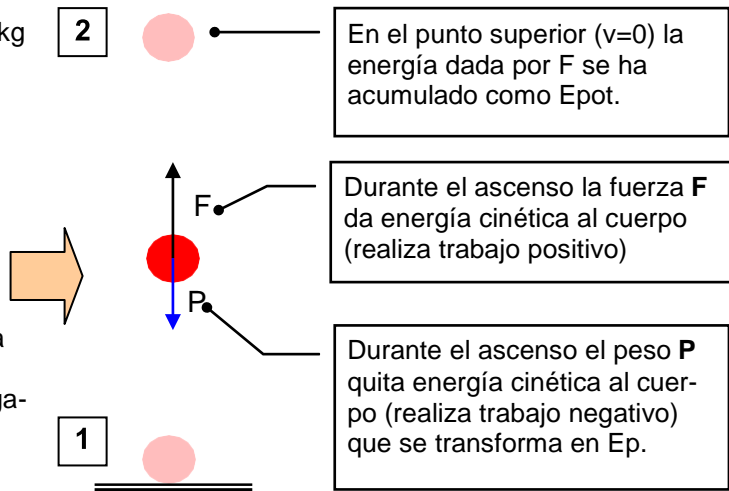 kg
2
En el punto superior (v=0) la
energía dada por F se ha
acumulado como Epot.
F
Durante el ascenso la fuerza F
da energía cinética al cuerpo
(realiza trabajo positivo)
P
a
ga-
1
Durante el ascenso el peso P
quita energía cinética al cuer-
po (realiza trabajo negativo)
que se transforma en Ep.